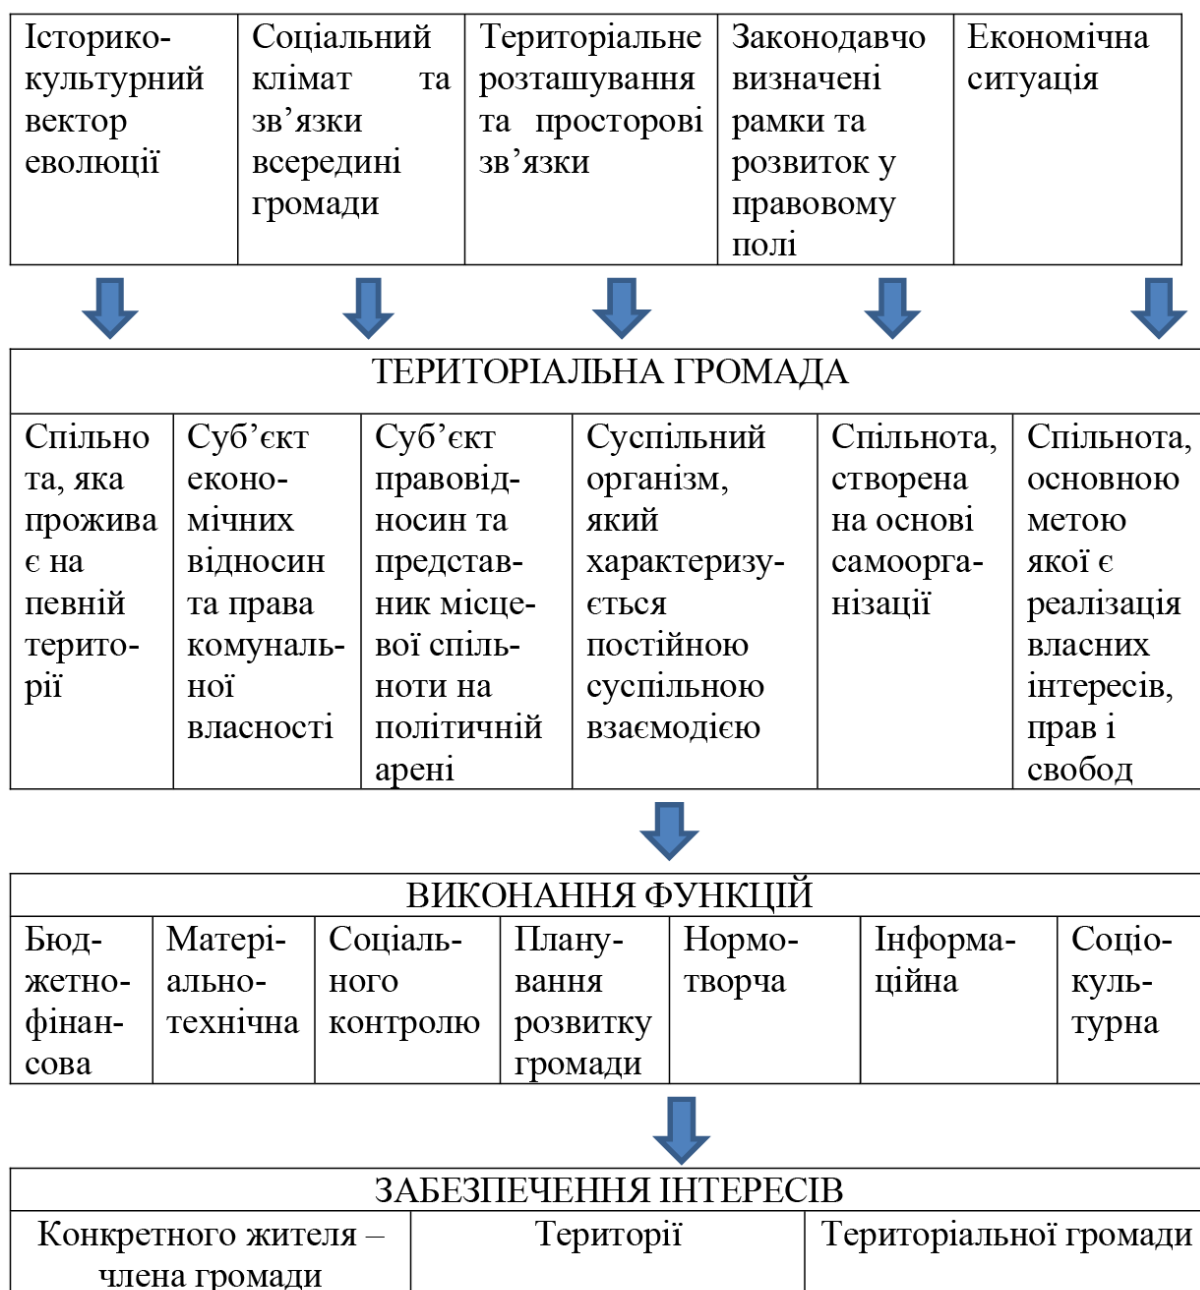 Історико-
культурний
вектор
еволюції
Соціальний
клімат та
зв’язки
всередині
громади
Територіальне
розташування
та просторові
зв’язки
Законодавчо
визначені
рамки та
розвиток у
правовому
полі
Економічна
ситуація
ТЕРИТОРІАЛЬНА ГРОМАДА
Спільно
та, яка
прожива
є на
певній
терито-
рії
Суб’єкт
еконо-
мічних
відносин
та права
комуналь-
ної
власності
Суб’єкт
правовід-
носин та
представ-
ник місце-
вої спіль-
ноти на
політичній
арені
Суспільний
організм,
який
характеризу-
ється
постійною
суспільною
взаємодією
Спільнота,
створена
на основі
самоорга-
нізації
Спільнота,
основною
метою
якої є
реалізація
власних
інтересів,
прав і
свобод
ВИКОНАННЯ ФУНКЦІЙ
Бюд-
жетно-
фінан-
сова
Матері-
ально-
технічна
Соціаль-
ного
контролю
Плану-
вання
розвитку
громади
Нормо-
творча
Інформа-
ційна
Соціо-
куль-
турна
ЗАБЕЗПЕЧЕННЯ ІНТЕРЕСІВ
Конкретного жителя –
члена громади
Території
Територіальної громади